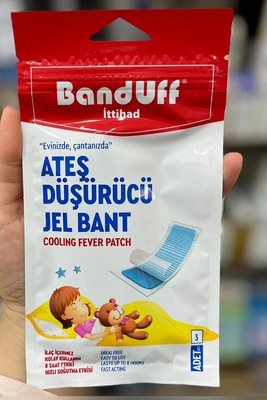 BandUff®
İttihad
"Evinizde, çantanızda"
ATEŞ
DÜŞÜRÜCÜ
JEL BANT
COOLING FEVER PATCH
3
ADET
İLAÇ İÇERMEZ
KOLAY KULLANIM
8 SAAT ETKİLİ
HIZLI SOĞUTMA ETKİSİ
DRUG FREE
EASY TO USE
LASTS UP TO 8 HOURS
FAST ACTING